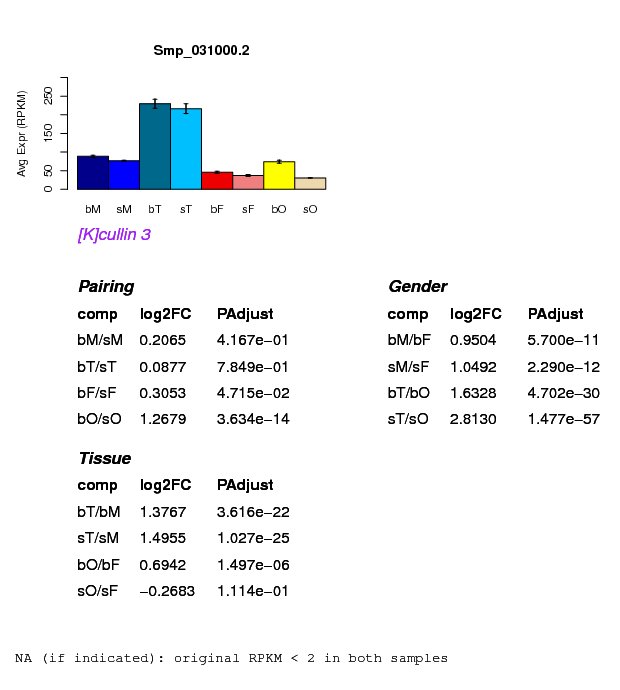 Smp_031000.2
Avg Expr (RPKM)
0 50 150 250
bM sM bT sT bF sF bO sO
[K]cullin 3
Pairing
comp log2FC PAdjust
bM/sM 0.2065 4.167e−01
bT/sT 0.0877 7.849e−01
bF/sF 0.3053 4.715e−02
bO/sO 1.2679 3.634e−14
Gender
comp log2FC PAdjust
bM/bF 0.9504 5.700e−11
sM/sF 1.0492 2.290e−12
bT/bO 1.6328 4.702e−30
sT/sO 2.8130 1.477e−57
Tissue
comp log2FC PAdjust
bT/bM 1.3767 3.616e−22
sT/sM 1.4955 1.027e−25
bO/bF 0.6942 1.497e−06
sO/sF −0.2683 1.114e−01
NA (if indicated): original RPKM < 2 in both samples